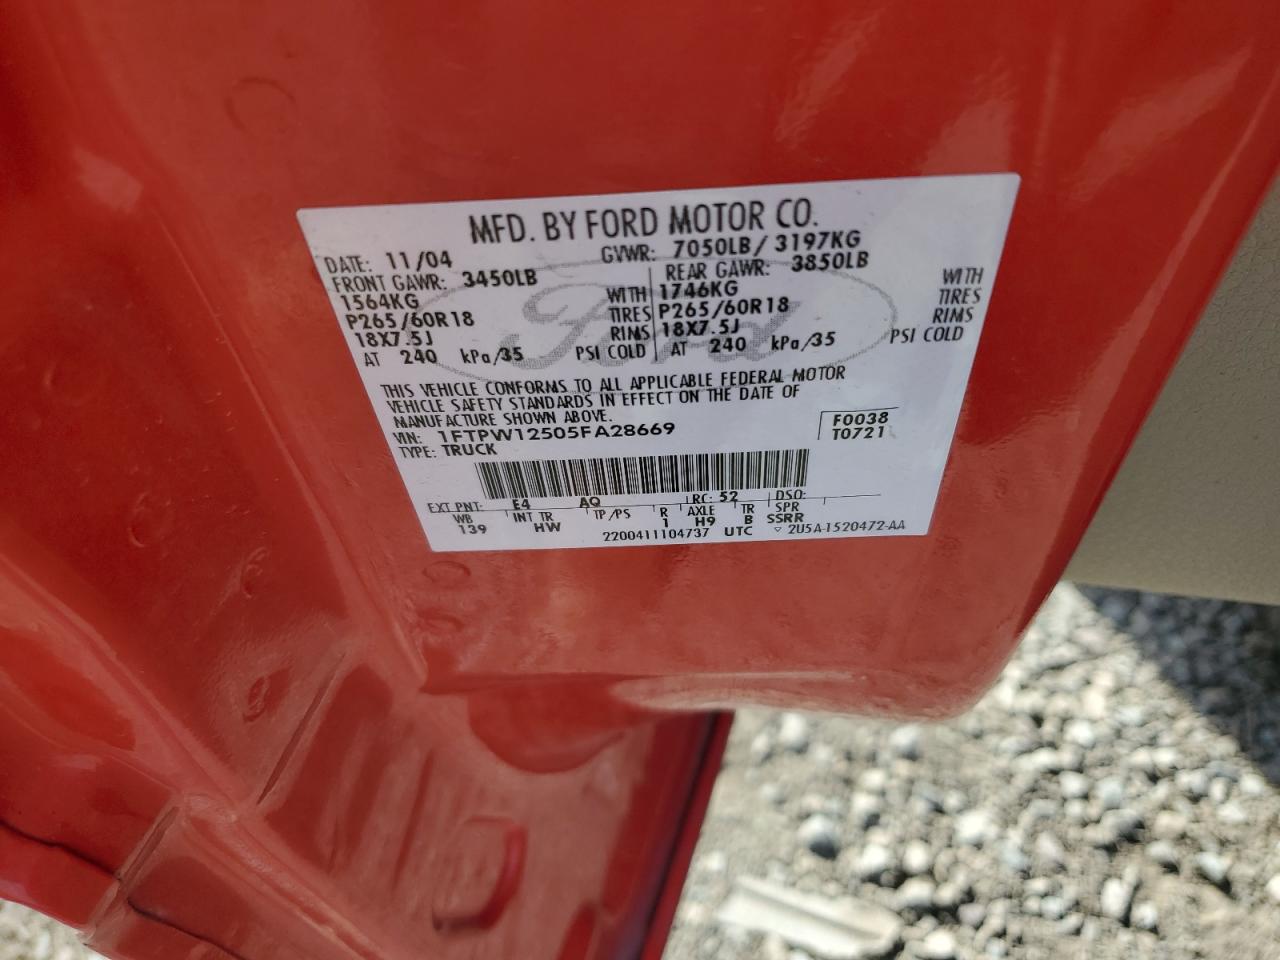 MFD. BY FORD MOTOR CO.
DATE: 11/04 GVWR: 7050LB/ 3197KG
FRONT GAWR: 3450LB REAR GAWR: 3850LB
1564KG WITH 1746KG WITH
P265/60R18 TIRES P265/60R18 TIRES
18X7.5J RIMS 18X7.5J RIMS
AT 240 kPa/35 PSI COLD AT 240 kPa/35 PSI COLD
Ford
THIS VEHICLE CONFORMS TO ALL APPLICABLE FEDERAL MOTOR
VEHICLE SAFETY STANDARDS IN EFFECT ON THE DATE OF
MANUFACTURE SHOWN ABOVE.
F0038
VIN: 1FTPW12505FA28669
T0721
TYPE: TRUCK
EXT PNT: E4 AQ RC: 52 DSO:
WB INT TR TP/PS R AXLE TR SPR
139 HW 1 H9 B SSRR
2200411104737 UTC ▽ 2U5A-1520472-AA